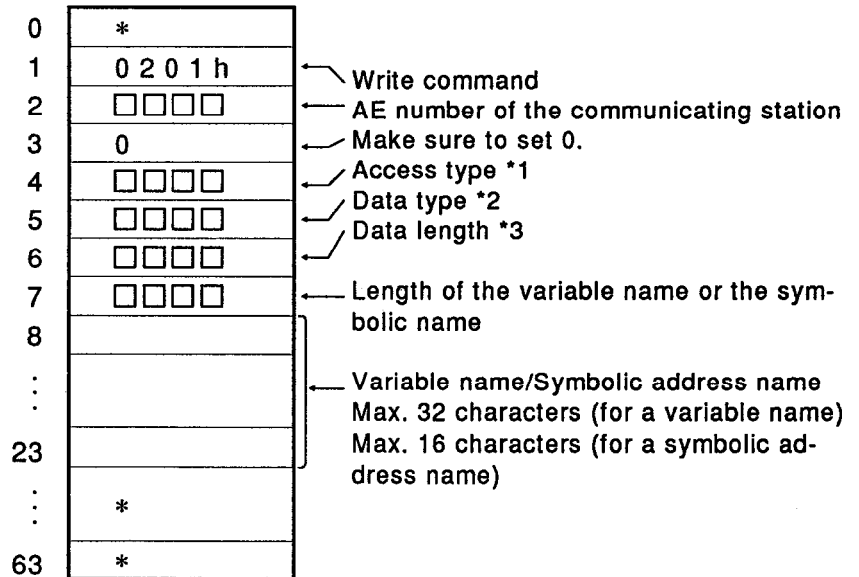 0 *
1 0201h Write command
2 □□□□ AE number of the communicating station
3 0 Make sure to set 0.
4 □□□□ Access type *1
5 □□□□ Data type *2
6 □□□□ Data length *3
7 □□□□ Length of the variable name or the sym-
bolic name
8
:
Variable name/Symbolic address name
Max. 32 characters (for a variable name)
23 Max. 16 characters (for a symbolic ad-
dress name)
: *
63 *